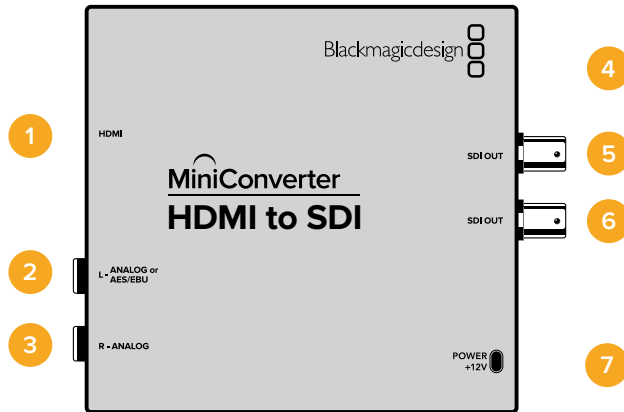 Blackmagicdesign
1
HDMI
4
SDI OUT
5
MiniConverter
HDMI to SDI
SDI OUT
6
2
L - ANALOG or
AES/EBU
3
R - ANALOG
POWER
+12V
7